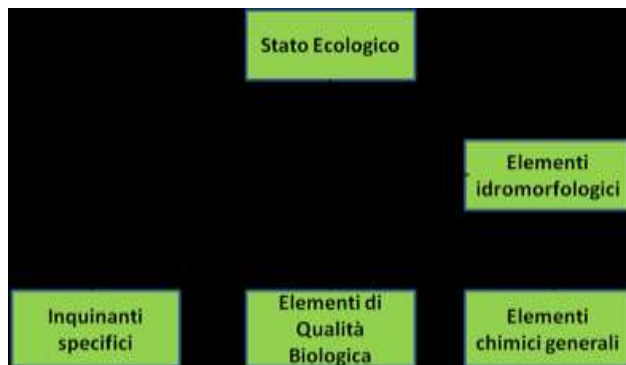 Stato Ecologico
Elementi
idromorfologici
Inquinanti
specifici
Elementi di
Qualità
Biologica
Elementi
chimici generali